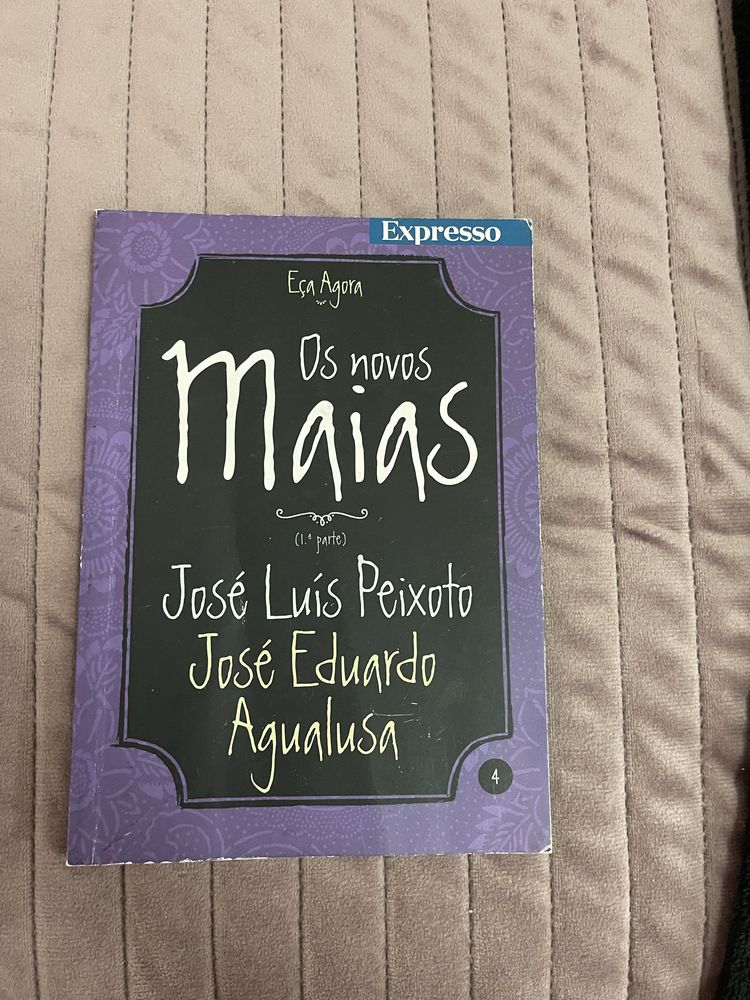 Expresso
Eça Agora
Os novos
Maias
(1.ª parte)
José Luís Peixoto
José Eduardo
Agualusa
4